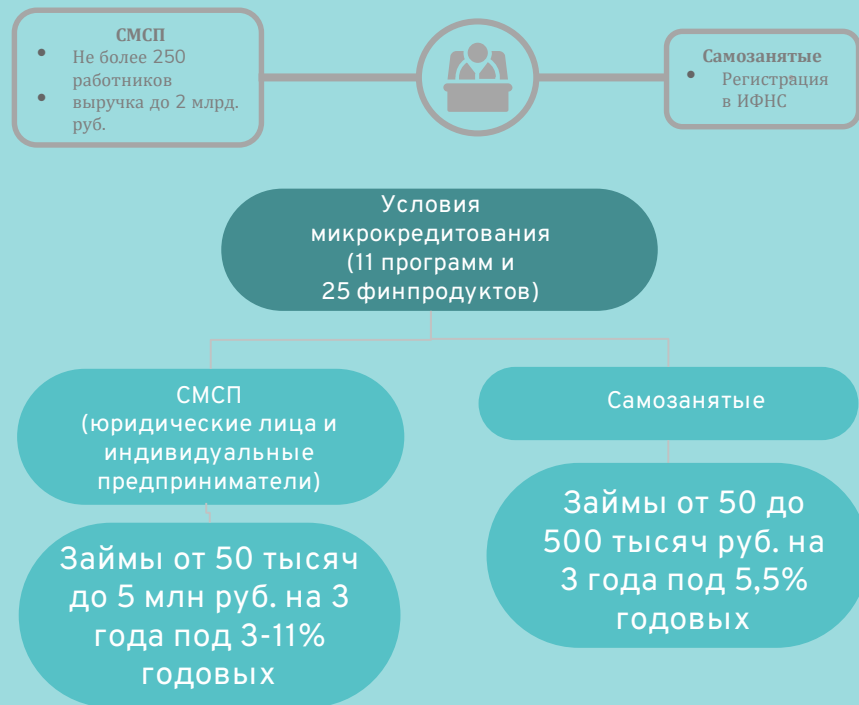 СМСП
Не более 250
работников
выручка до 2 млрд.
руб.
Самозанятые
Регистрация
в ИФНС
Условия
микрокредитования
(11 программ и
25 финпродуктов)
СМСП
(юридические лица и
индивидуальные
предприниматели)
Самозанятые
Займы от 50 тысяч
до 5 млн руб. на 3
года под 3-11%
годовых
Займы от 50 до
500 тысяч руб. на
3 года под 5,5%
годовых